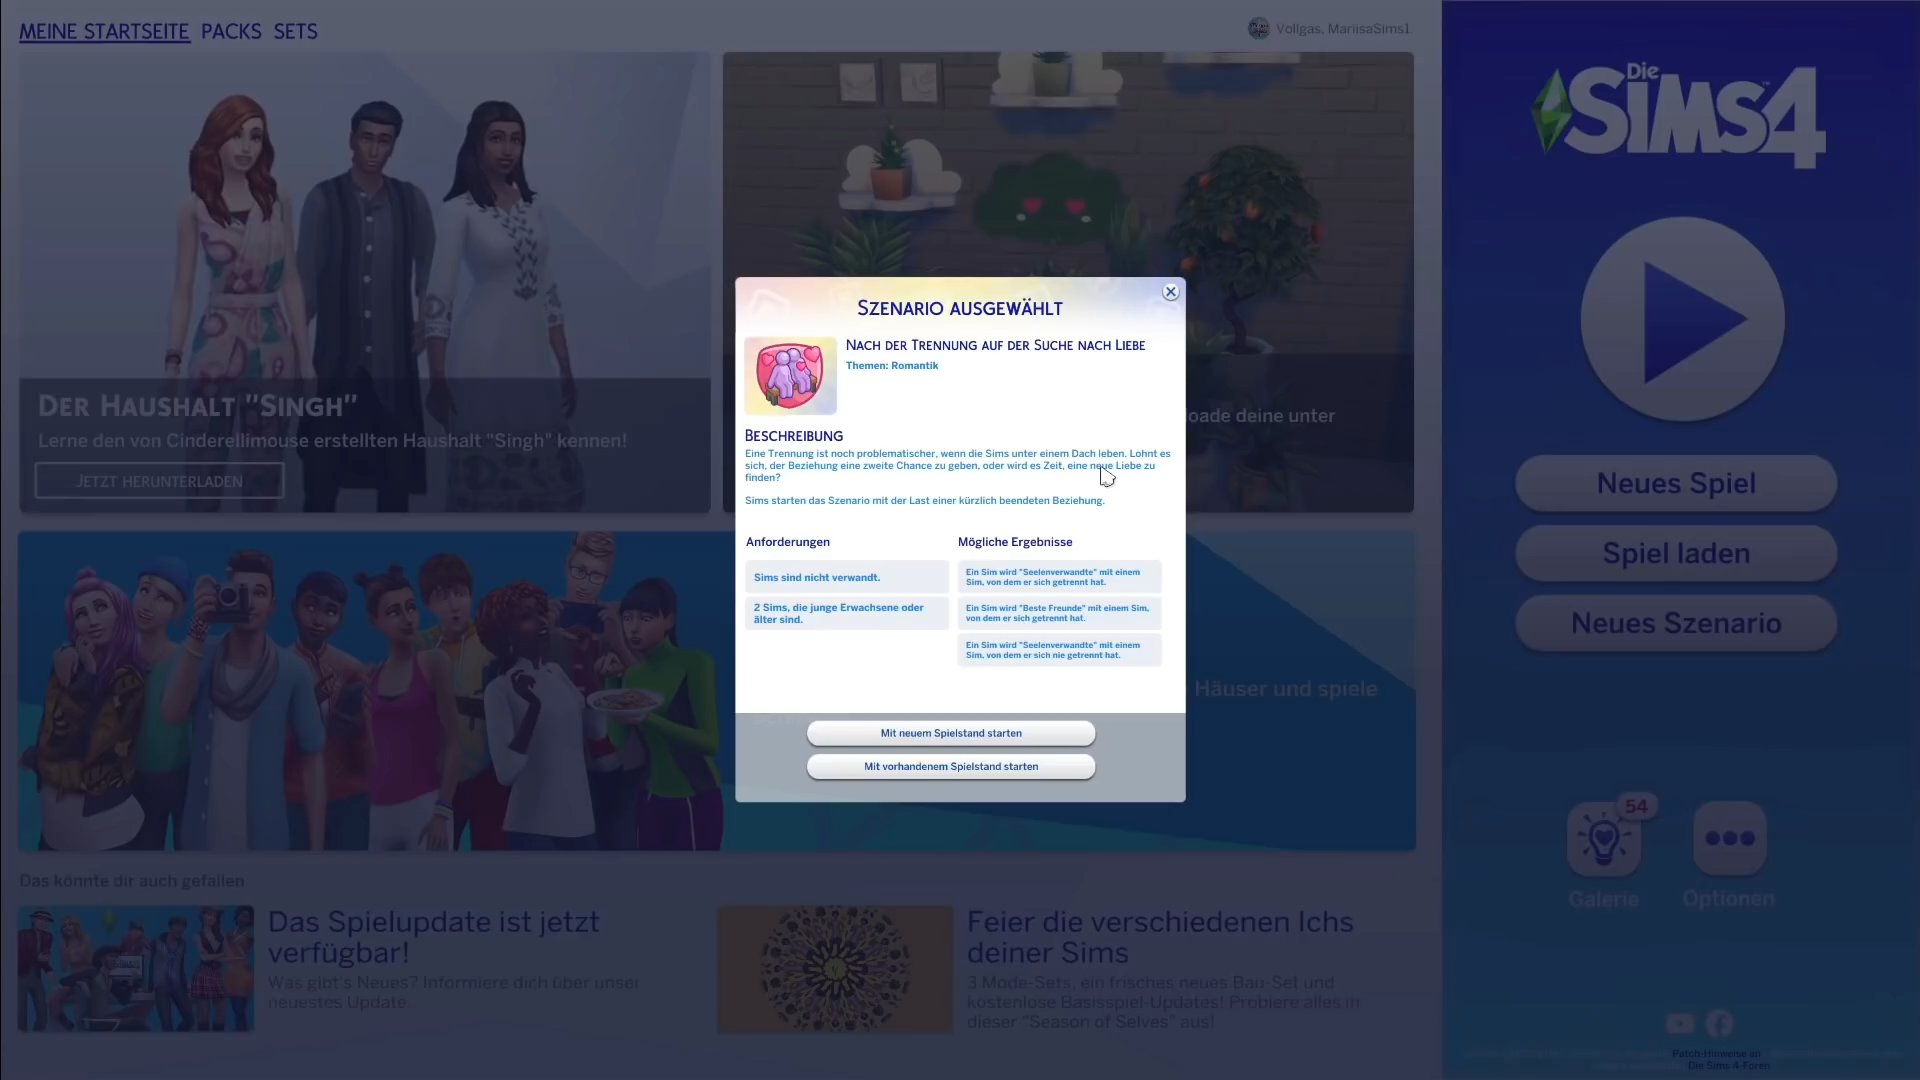 MEINE STARTSEITE PACKS SETS
Vollgas, MariisaSims1.
DER HAUSHALT "SINGH"
Lerne den von Cinderellimouse erstellten Haushalt "Singh" kennen!
JETZT HERUNTERLADEN
loade deine unter
SZENARIO AUSGEWÄHLT
NACH DER TRENNUNG AUF DER SUCHE NACH LIEBE
Themen: Romantik
BESCHREIBUNG
Eine Trennung ist noch problematischer, wenn die Sims unter einem Dach leben. Lohnt es
sich, der Beziehung eine zweite Chance zu geben, oder wird es Zeit, eine neue Liebe zu
finden?
Sims starten das Szenario mit der Last einer kürzlich beendeten Beziehung.
Anforderungen
Sims sind nicht verwandt.
2 Sims, die junge Erwachsene oder
älter sind.
Mögliche Ergebnisse
Ein Sim wird "Seelenverwandte" mit einem
Sim, von dem er sich getrennt hat.
Ein Sim wird "Beste Freunde" mit einem Sim,
von dem er sich getrennt hat.
Ein Sim wird "Seelenverwandte" mit einem
Sim, von dem er sich nie getrennt hat.
Mit neuem Spielstand starten
Mit vorhandenem Spielstand starten
Häuser und spiele
Das könnte dir auch gefallen
Das Spielupdate ist jetzt
verfügbar!
Was gibt's Neues? Informiere dich über unser
neuestes Update.
Feier die verschiedenen Ichs
deiner Sims
3 Mode-Sets, ein frisches neues Bau-Set und
kostenlose Basisspiel-Updates! Probiere alles in
dieser "Season of Selves" aus!
Die
SiMS4
Neues Spiel
Spiel laden
Neues Szenario
54
Galerie
Optionen
Patch-Hinweise an
Die Sims-4-Foren